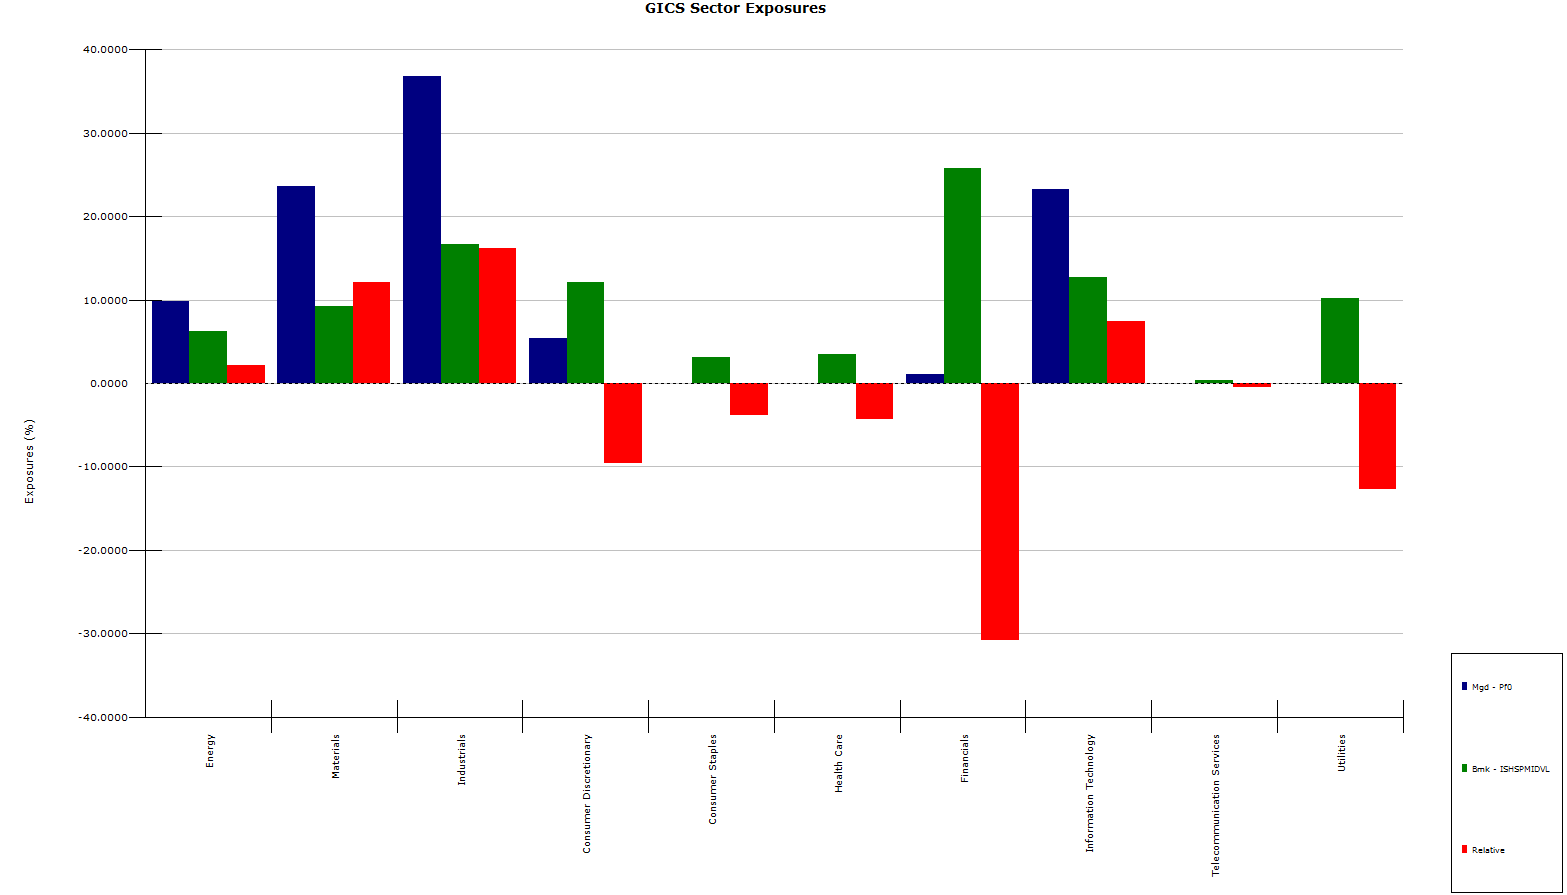 GICS Sector Exposures
40.0000
30.0000
20.0000
10.0000
0.0000
-10.0000
-20.0000
-30.0000
-40.0000
Exposures (%)
Energy
Materials
Industrials
Consumer Discretionary
Consumer Staples
Health Care
Financials
Information Technology
Telecommunication Services
Utilities
Mgd - Pf0
Bmk - ISHSPMIDVL
Relative